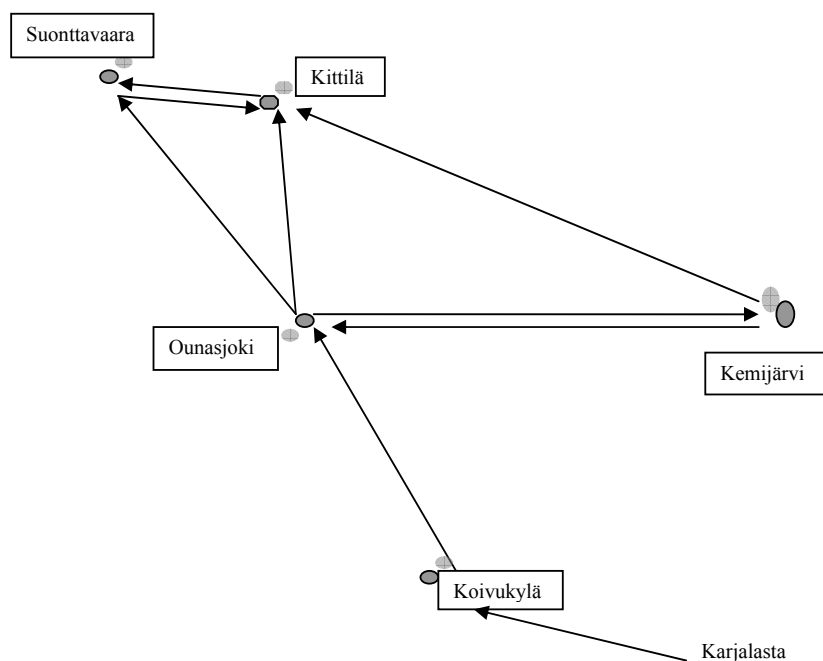 Suonttavaara
Kittilä
Ounasjoki
Kemijärvi
Koivukylä
Karjalasta